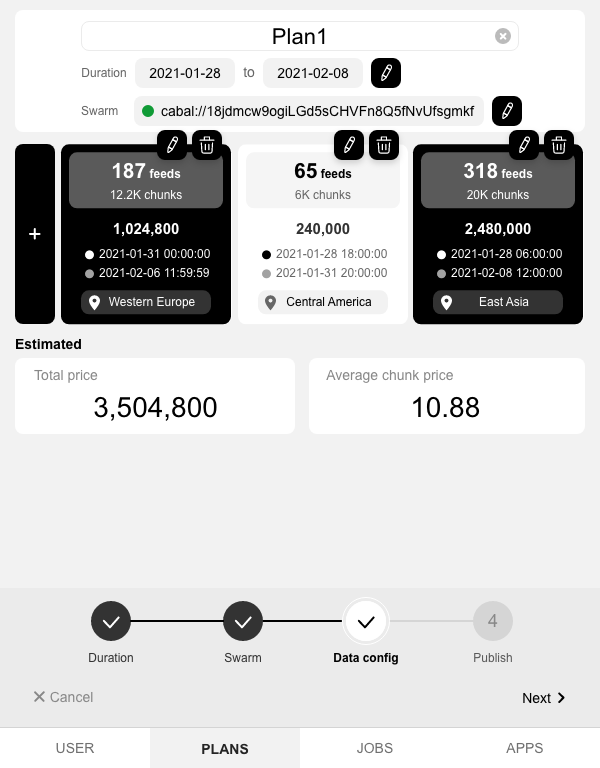 Plan1
Duration 2021-01-28 to 2021-02-08
Swarm cabal://18jdmcw9ogiLGd5sCHVFn8Q5fNvUfsgmkf
+
187 feeds
12.2K chunks
1,024,800
2021-01-31 00:00:00
2021-02-06 11:59:59
Western Europe
65 feeds
6K chunks
240,000
2021-01-28 18:00:00
2021-01-31 20:00:00
Central America
318 feeds
20K chunks
2,480,000
2021-01-28 06:00:00
2021-02-08 12:00:00
East Asia
Estimated
Total price
3,504,800
Average chunk price
10.88
4
Duration Swarm Data config Publish
Cancel Next
USER PLANS JOBS APPS